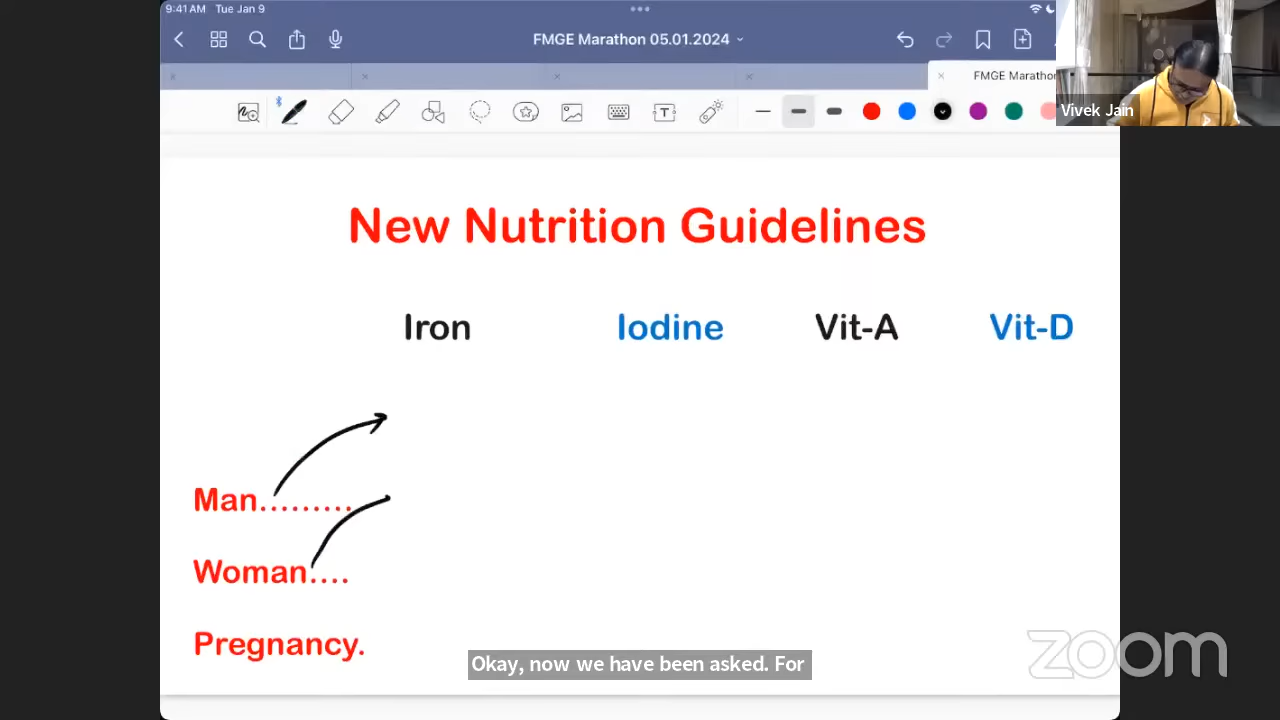 9:41 AM Tue Jan 9
FMGE Marathon 05.01.2024
FMGE Marathon
T
Vivek Jain
New Nutrition Guidelines
Iron Iodine Vit-A Vit-D
Man.........
Woman....
Pregnancy.
Okay, now we have been asked. For
zoom